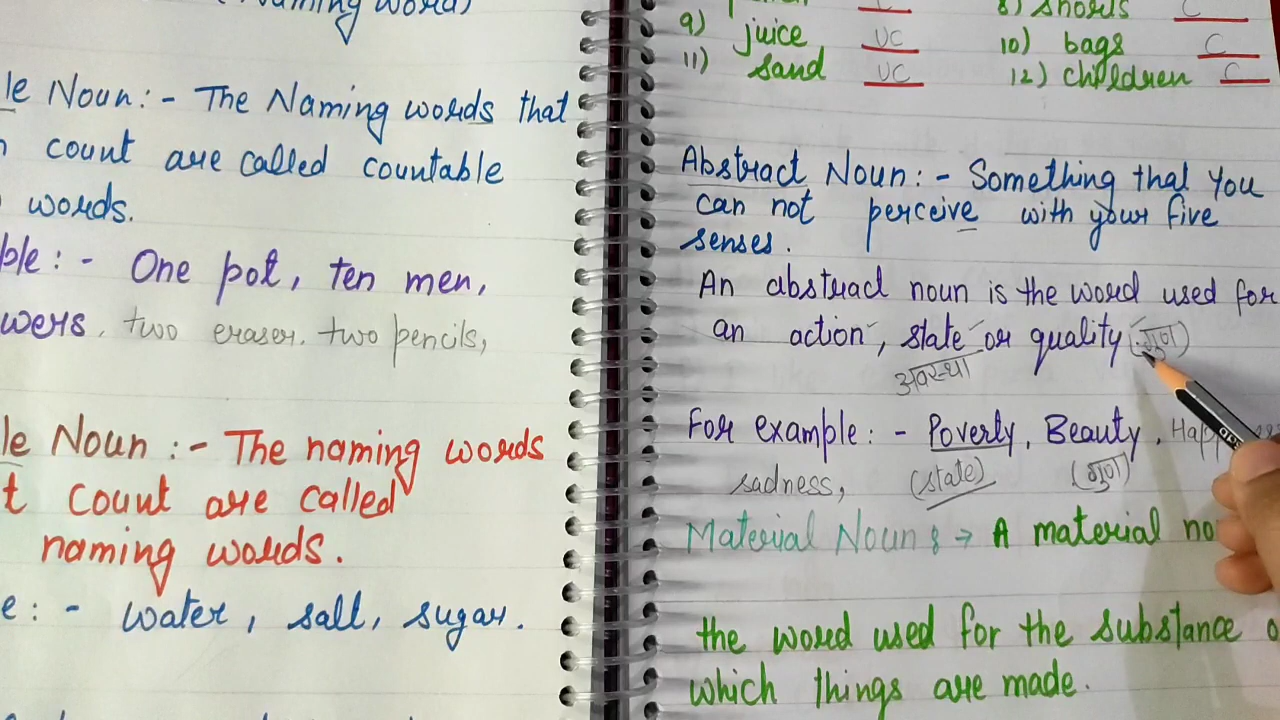 (Naming word)
le Noun:- The Naming words that
count are called countable
words.
ple:- One pot, ten men,
wers, two eraser, two pencils,
le Noun:- The naming words
t count are called
naming words.
e:- water, salt, sugar.
8) shorts C
9) juice UC 10) bags C
11) sand UC 12) children C
Abstract Noun:- Something that you
can not perceive with your five
senses.
An abstract noun is the word used for
an action, state or quality (गुण)
अवस्था
For example:- Poverty, Beauty,
sadness, (state) (गुण)
Material Noun: → A material no
the word used for the substance o
which things are made.